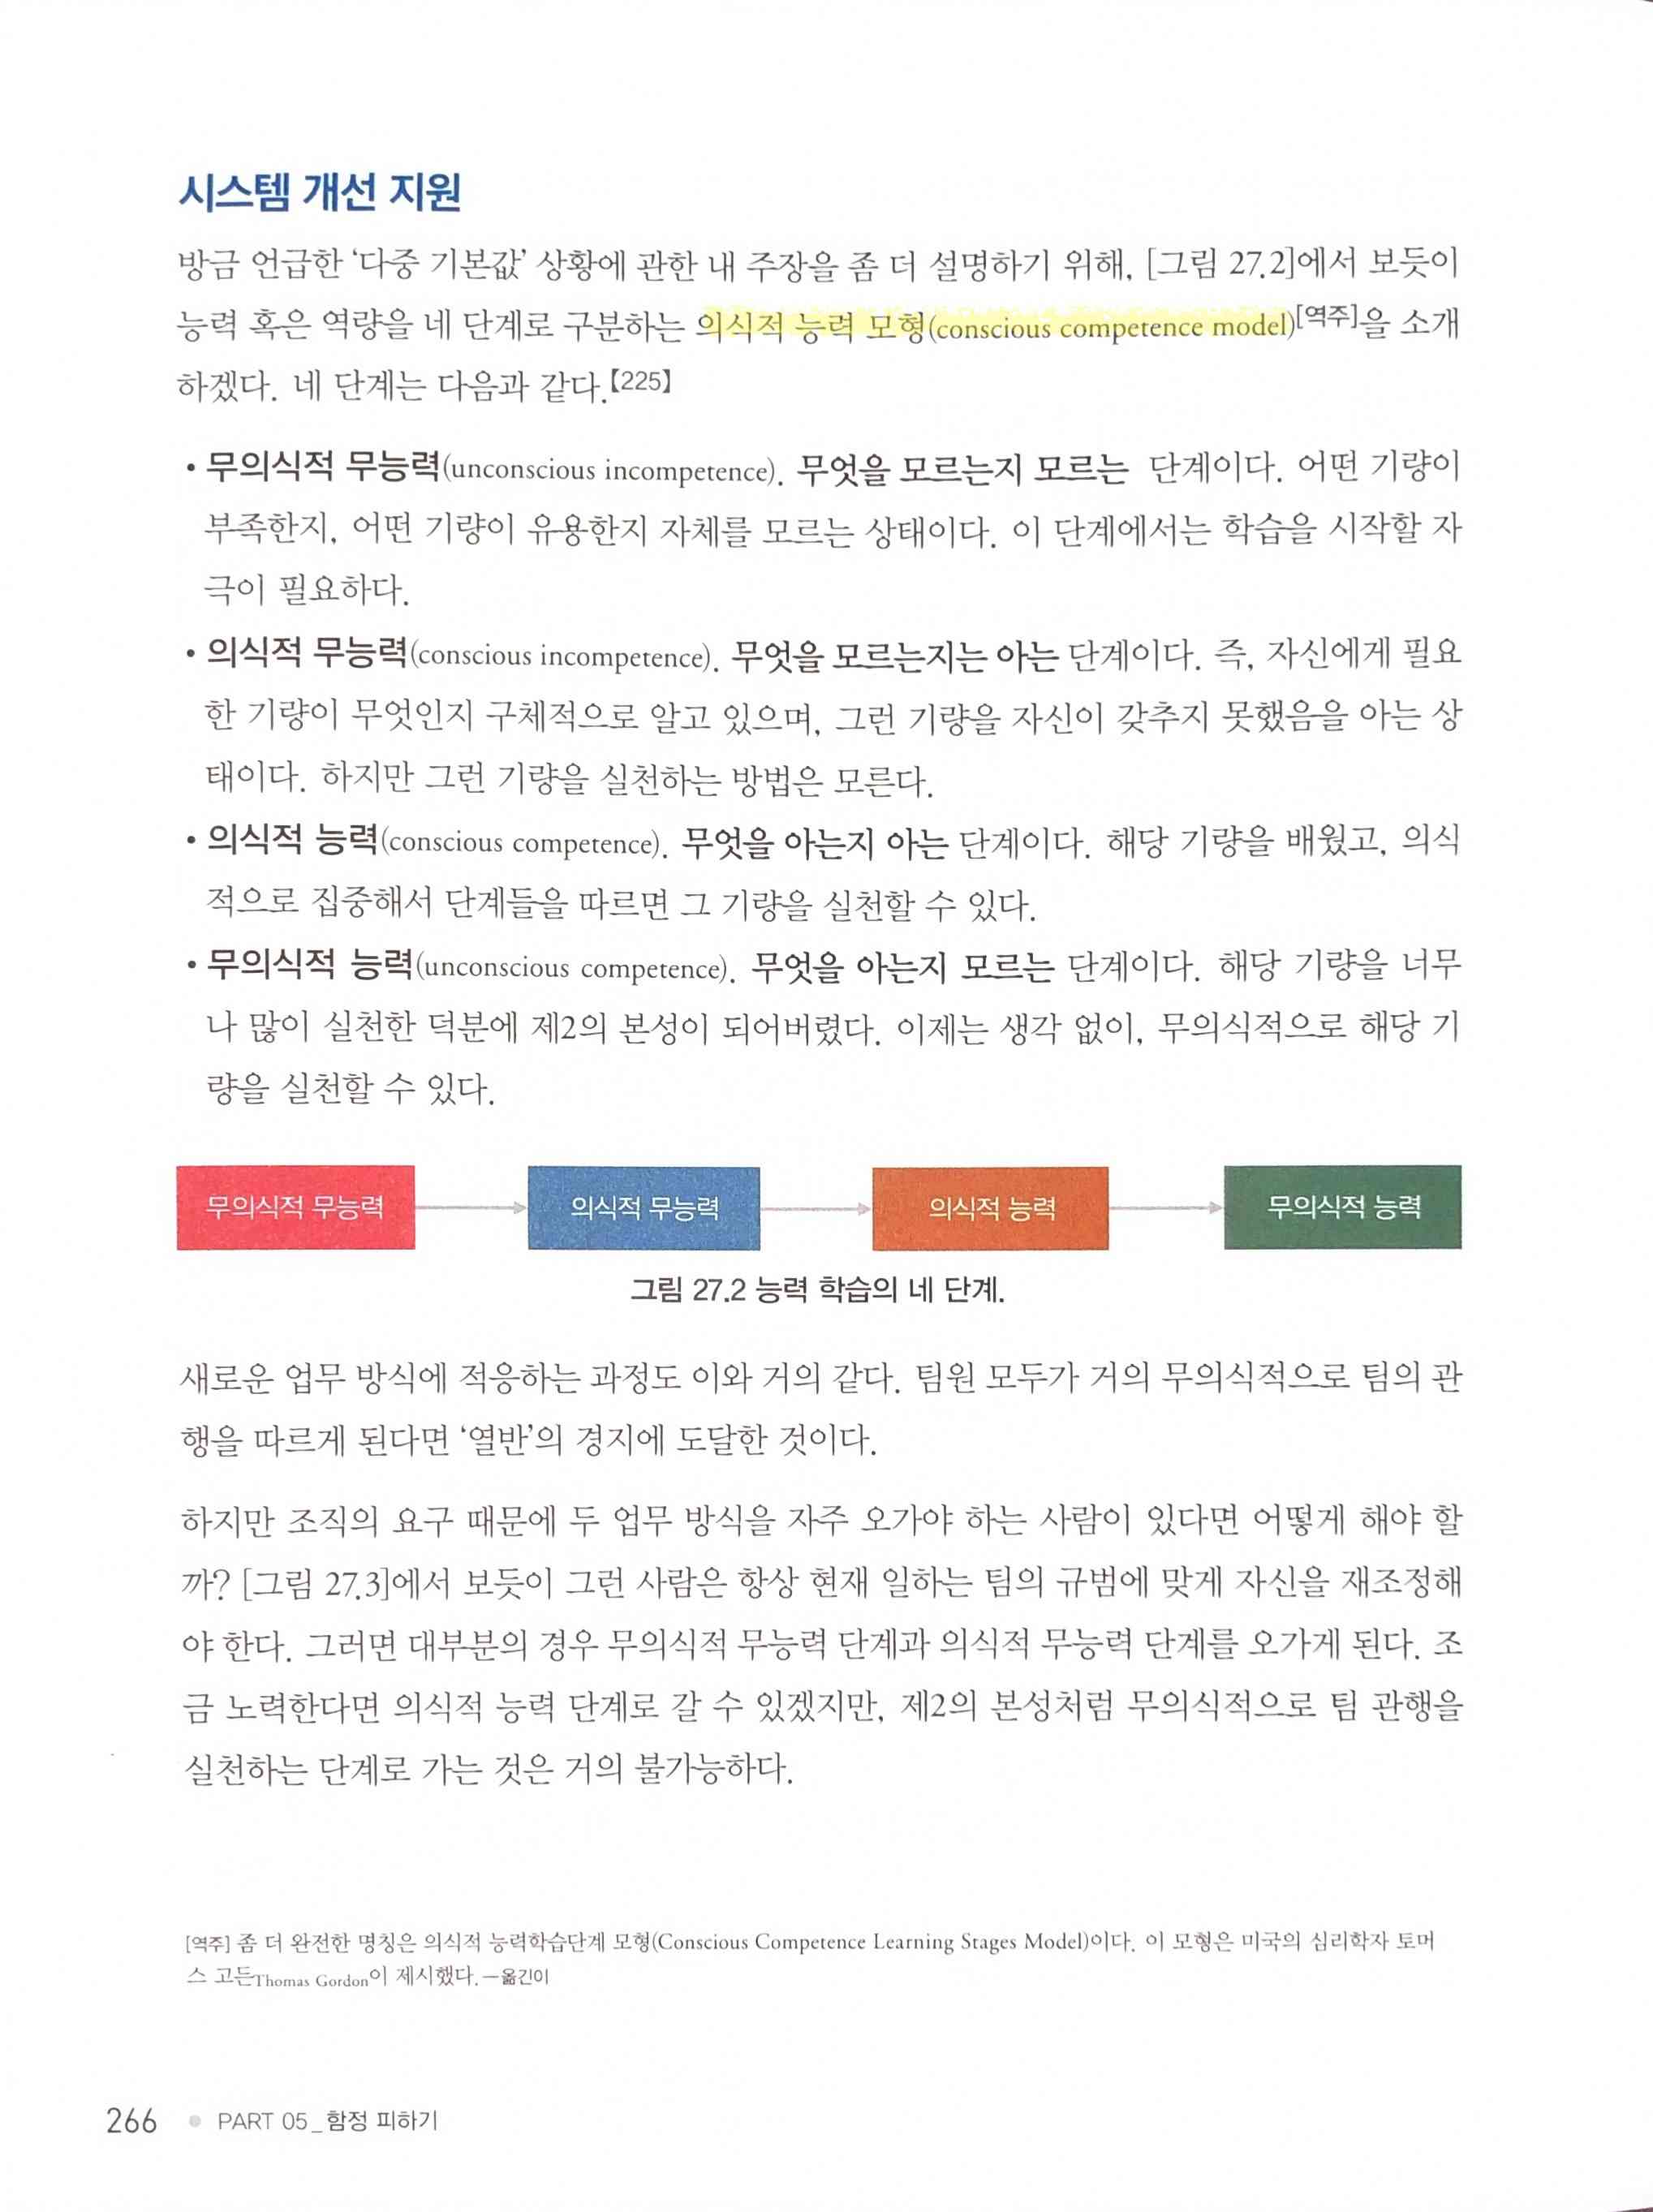 시스템 개선 지원
방금 언급한 ‘다중 기본값’ 상황에 관한 내 주장을 좀 더 설명하기 위해, [그림 27.2]에서 보듯이
능력 혹은 역량을 네 단계로 구분하는 의식적 능력 모형(conscious competence model)[역주]을 소개
하겠다. 네 단계는 다음과 같다.【225】
• 무의식적 무능력(unconscious incompetence). 무엇을 모르는지 모르는 단계이다. 어떤 기량이
부족한지, 어떤 기량이 유용한지 자체를 모르는 상태이다. 이 단계에서는 학습을 시작할 자
극이 필요하다.
• 의식적 무능력(conscious incompetence). 무엇을 모르는지는 아는 단계이다. 즉, 자신에게 필요
한 기량이 무엇인지 구체적으로 알고 있으며, 그런 기량을 자신이 갖추지 못했음을 아는 상
태이다. 하지만 그런 기량을 실천하는 방법은 모른다.
• 의식적 능력(conscious competence). 무엇을 아는지 아는 단계이다. 해당 기량을 배웠고, 의식
적으로 집중해서 단계들을 따르면 그 기량을 실천할 수 있다.
• 무의식적 능력(unconscious competence). 무엇을 아는지 모르는 단계이다. 해당 기량을 너무
나 많이 실천한 덕분에 제2의 본성이 되어버렸다. 이제는 생각 없이, 무의식적으로 해당 기
량을 실천할 수 있다.
무의식적 무능력 의식적 무능력 의식적 능력 무의식적 능력
그림 27.2 능력 학습의 네 단계.
새로운 업무 방식에 적응하는 과정도 이와 거의 같다. 팀원 모두가 거의 무의식적으로 팀의 관
행을 따르게 된다면 ‘열반’의 경지에 도달한 것이다.
하지만 조직의 요구 때문에 두 업무 방식을 자주 오가야 하는 사람이 있다면 어떻게 해야 할
까? [그림 27.3]에서 보듯이 그런 사람은 항상 현재 일하는 팀의 규범에 맞게 자신을 재조정해
야 한다. 그러면 대부분의 경우 무의식적 무능력 단계과 의식적 무능력 단계를 오가게 된다. 조
금 노력한다면 의식적 능력 단계로 갈 수 있겠지만, 제2의 본성처럼 무의식적으로 팀 관행을
실천하는 단계로 가는 것은 거의 불가능하다.
[역주] 좀 더 완전한 명칭은 의식적 능력학습단계 모형(Conscious Competence Learning Stages Model)이다. 이 모형은 미국의 심리학자 토머
스 고든Thomas Gordon이 제시했다. —옮긴이
266 ● PART 05_함정 피하기